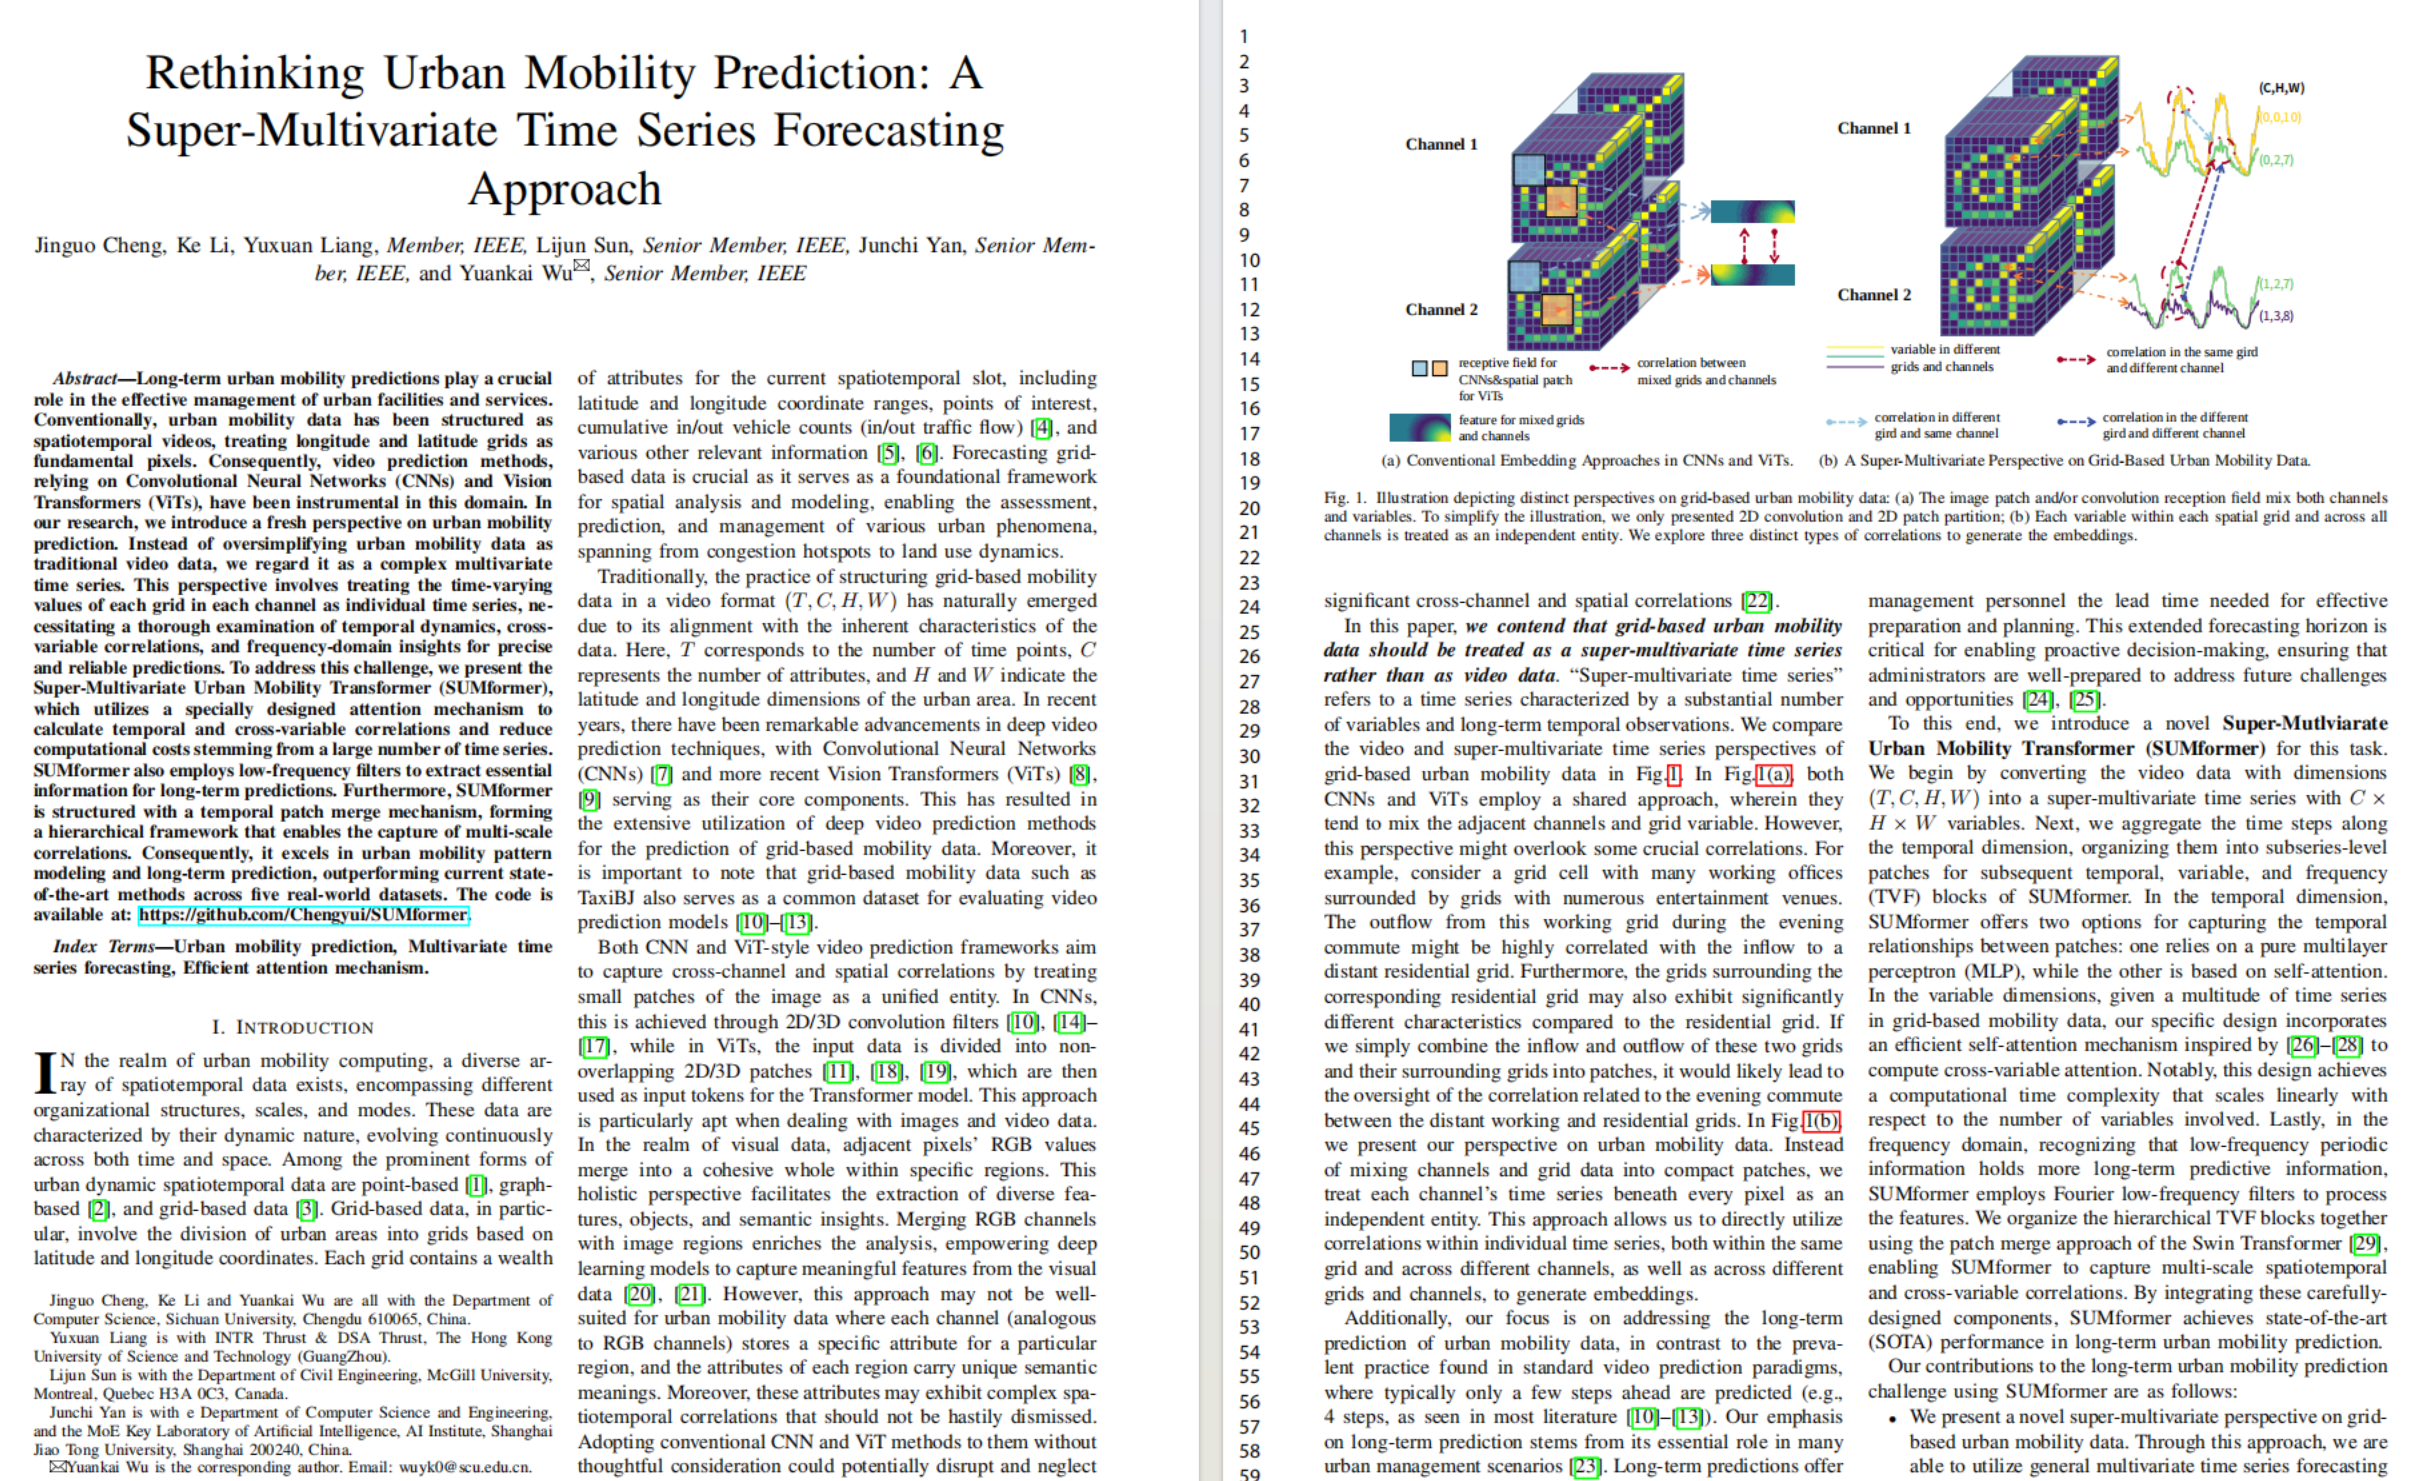 Rethinking Urban Mobility Prediction: A
Super-Multivariate Time Series Forecasting
Approach
Jinguo Cheng, Ke Li, Yuxuan Liang, Member, IEEE, Lijun Sun, Senior Member, IEEE, Junchi Yan, Senior Mem-
ber, IEEE, and Yuankai Wu✉, Senior Member, IEEE
Abstract—Long-term urban mobility predictions play a crucial
role in the effective management of urban facilities and services.
Conventionally, urban mobility data has been structured as
spatiotemporal videos, treating longitude and latitude grids as
fundamental pixels. Consequently, video prediction methods,
relying on Convolutional Neural Networks (CNNs) and Vision
Transformers (ViTs), have been instrumental in this domain. In
our research, we introduce a fresh perspective on urban mobility
prediction. Instead of oversimplifying urban mobility data as
traditional video data, we regard it as a complex multivariate
time series. This perspective involves treating the time-varying
values of each grid in each channel as individual time series, ne-
cessitating a thorough examination of temporal dynamics, cross-
variable correlations, and frequency-domain insights for precise
and reliable predictions. To address this challenge, we present the
Super-Multivariate Urban Mobility Transformer (SUMformer),
which utilizes a specially designed attention mechanism to
calculate temporal and cross-variable correlations and reduce
computational costs stemming from a large number of time series.
SUMformer also employs low-frequency filters to extract essential
information for long-term predictions. Furthermore, SUMformer
is structured with a temporal patch merge mechanism, forming
a hierarchical framework that enables the capture of multi-scale
correlations. Consequently, it excels in urban mobility pattern
modeling and long-term prediction, outperforming current state-
of-the-art methods across five real-world datasets. The code is
available at: https://github.com/Chengyui/SUMformer.
Index Terms—Urban mobility prediction, Multivariate time
series forecasting, Efficient attention mechanism.
I. INTRODUCTION
IN the realm of urban mobility computing, a diverse ar-
ray of spatiotemporal data exists, encompassing different
organizational structures, scales, and modes. These data are
characterized by their dynamic nature, evolving continuously
across both time and space. Among the prominent forms of
urban dynamic spatiotemporal data are point-based [1], graph-
based [2], and grid-based data [3]. Grid-based data, in partic-
ular, involve the division of urban areas into grids based on
latitude and longitude coordinates. Each grid contains a wealth
Jinguo Cheng, Ke Li and Yuankai Wu are all with the Department of
Computer Science, Sichuan University, Chengdu 610065, China.
Yuxuan Liang is with INTR Thrust & DSA Thrust, The Hong Kong
University of Science and Technology (GuangZhou).
Lijun Sun is with the Department of Civil Engineering, McGill University,
Montreal, Quebec H3A 0C3, Canada.
Junchi Yan is with e Department of Computer Science and Engineering,
and the MoE Key Laboratory of Artificial Intelligence, AI Institute, Shanghai
Jiao Tong University, Shanghai 200240, China.
✉Yuankai Wu is the corresponding author. Email: wuyk0@scu.edu.cn.
of attributes for the current spatiotemporal slot, including
latitude and longitude coordinate ranges, points of interest,
cumulative in/out vehicle counts (in/out traffic flow) [4], and
various other relevant information [5], [6]. Forecasting grid-
based data is crucial as it serves as a foundational framework
for spatial analysis and modeling, enabling the assessment,
prediction, and management of various urban phenomena,
spanning from congestion hotspots to land use dynamics.
Traditionally, the practice of structuring grid-based mobility
data in a video format (T, C, H, W) has naturally emerged
due to its alignment with the inherent characteristics of the
data. Here, T corresponds to the number of time points, C
represents the number of attributes, and H and W indicate the
latitude and longitude dimensions of the urban area. In recent
years, there have been remarkable advancements in deep video
prediction techniques, with Convolutional Neural Networks
(CNNs) [7] and more recent Vision Transformers (ViTs) [8],
[9] serving as their core components. This has resulted in
the extensive utilization of deep video prediction methods
for the prediction of grid-based mobility data. Moreover, it
is important to note that grid-based mobility data such as
TaxiBJ also serves as a common dataset for evaluating video
prediction models [10]–[13].
Both CNN and ViT-style video prediction frameworks aim
to capture cross-channel and spatial correlations by treating
small patches of the image as a unified entity. In CNNs,
this is achieved through 2D/3D convolution filters [10], [14]–
[17], while in ViTs, the input data is divided into non-
overlapping 2D/3D patches [11], [18], [19], which are then
used as input tokens for the Transformer model. This approach
is particularly apt when dealing with images and video data.
In the realm of visual data, adjacent pixels' RGB values
merge into a cohesive whole within specific regions. This
holistic perspective facilitates the extraction of diverse fea-
tures, objects, and semantic insights. Merging RGB channels
with image regions enriches the analysis, empowering deep
learning models to capture meaningful features from the visual
data [20], [21]. However, this approach may not be well-
suited for urban mobility data where each channel (analogous
to RGB channels) stores a specific attribute for a particular
region, and the attributes of each region carry unique semantic
meanings. Moreover, these attributes may exhibit complex spa-
tiotemporal correlations that should not be hastily dismissed.
Adopting conventional CNN and ViT methods to them without
thoughtful consideration could potentially disrupt and neglect
1
2
3
4
5
6
7
8
9
10
11
12
13
14
15
16
17
18
19
20
21
22
23
24
25
26
27
28
29
30
31
32
33
34
35
36
37
38
39
40
41
42
43
44
45
46
47
48
49
50
51
52
53
54
55
56
57
58
59
Channel 1
Channel 2
receptive field for
CNNs&spatial patch
for ViTs
correlation between
mixed grids and channels
feature for mixed grids
and channels
(a) Conventional Embedding Approaches in CNNs and ViTs.
Channel 1
Channel 2
(C,H,W)
(0,0,10)
(0,2,7)
(1,2,7)
(1,3,8)
variable in different
grids and channels
correlation in the same gird
and different channel
correlation in different
gird and same channel
correlation in the different
gird and different channel
(b) A Super-Multivariate Perspective on Grid-Based Urban Mobility Data.
Fig. 1. Illustration depicting distinct perspectives on grid-based urban mobility data: (a) The image patch and/or convolution reception field mix both channels
and variables. To simplify the illustration, we only presented 2D convolution and 2D patch partition; (b) Each variable within each spatial grid and across all
channels is treated as an independent entity. We explore three distinct types of correlations to generate the embeddings.
significant cross-channel and spatial correlations [22].
In this paper, we contend that grid-based urban mobility
data should be treated as a super-multivariate time series
rather than as video data. “Super-multivariate time series”
refers to a time series characterized by a substantial number
of variables and long-term temporal observations. We compare
the video and super-multivariate time series perspectives of
grid-based urban mobility data in Fig.1. In Fig.1(a), both
CNNs and ViTs employ a shared approach, wherein they
tend to mix the adjacent channels and grid variable. However,
this perspective might overlook some crucial correlations. For
example, consider a grid cell with many working offices
surrounded by grids with numerous entertainment venues.
The outflow from this working grid during the evening
commute might be highly correlated with the inflow to a
distant residential grid. Furthermore, the grids surrounding the
corresponding residential grid may also exhibit significantly
different characteristics compared to the residential grid. If
we simply combine the inflow and outflow of these two grids
and their surrounding grids into patches, it would likely lead to
the oversight of the correlation related to the evening commute
between the distant working and residential grids. In Fig.1(b),
we present our perspective on urban mobility data. Instead
of mixing channels and grid data into compact patches, we
treat each channel's time series beneath every pixel as an
independent entity. This approach allows us to directly utilize
correlations within individual time series, both within the same
grid and across different channels, as well as across different
grids and channels, to generate embeddings.
Additionally, our focus is on addressing the long-term
prediction of urban mobility data, in contrast to the preva-
lent practice found in standard video prediction paradigms,
where typically only a few steps ahead are predicted (e.g.,
4 steps, as seen in most literature [10]–[13]). Our emphasis
on long-term prediction stems from its essential role in many
urban management scenarios [23]. Long-term predictions offer
management personnel the lead time needed for effective
preparation and planning. This extended forecasting horizon is
critical for enabling proactive decision-making, ensuring that
administrators are well-prepared to address future challenges
and opportunities [24], [25].
To this end, we introduce a novel Super-Mutlviarate
Urban Mobility Transformer (SUMformer) for this task.
We begin by converting the video data with dimensions
(T, C, H, W) into a super-multivariate time series with C ×
H × W variables. Next, we aggregate the time steps along
the temporal dimension, organizing them into subseries-level
patches for subsequent temporal, variable, and frequency
(TVF) blocks of SUMformer. In the temporal dimension,
SUMformer offers two options for capturing the temporal
relationships between patches: one relies on a pure multilayer
perceptron (MLP), while the other is based on self-attention.
In the variable dimensions, given a multitude of time series
in grid-based mobility data, our specific design incorporates
an efficient self-attention mechanism inspired by [26]–[28] to
compute cross-variable attention. Notably, this design achieves
a computational time complexity that scales linearly with
respect to the number of variables involved. Lastly, in the
frequency domain, recognizing that low-frequency periodic
information holds more long-term predictive information,
SUMformer employs Fourier low-frequency filters to process
the features. We organize the hierarchical TVF blocks together
using the patch merge approach of the Swin Transformer [29],
enabling SUMformer to capture multi-scale spatiotemporal
and cross-variable correlations. By integrating these carefully-
designed components, SUMformer achieves state-of-the-art
(SOTA) performance in long-term urban mobility prediction.
Our contributions to the long-term urban mobility prediction
challenge using SUMformer are as follows:
• We present a novel super-multivariate perspective on grid-
based urban mobility data. Through this approach, we are
able to utilize general multivariate time series forecasting